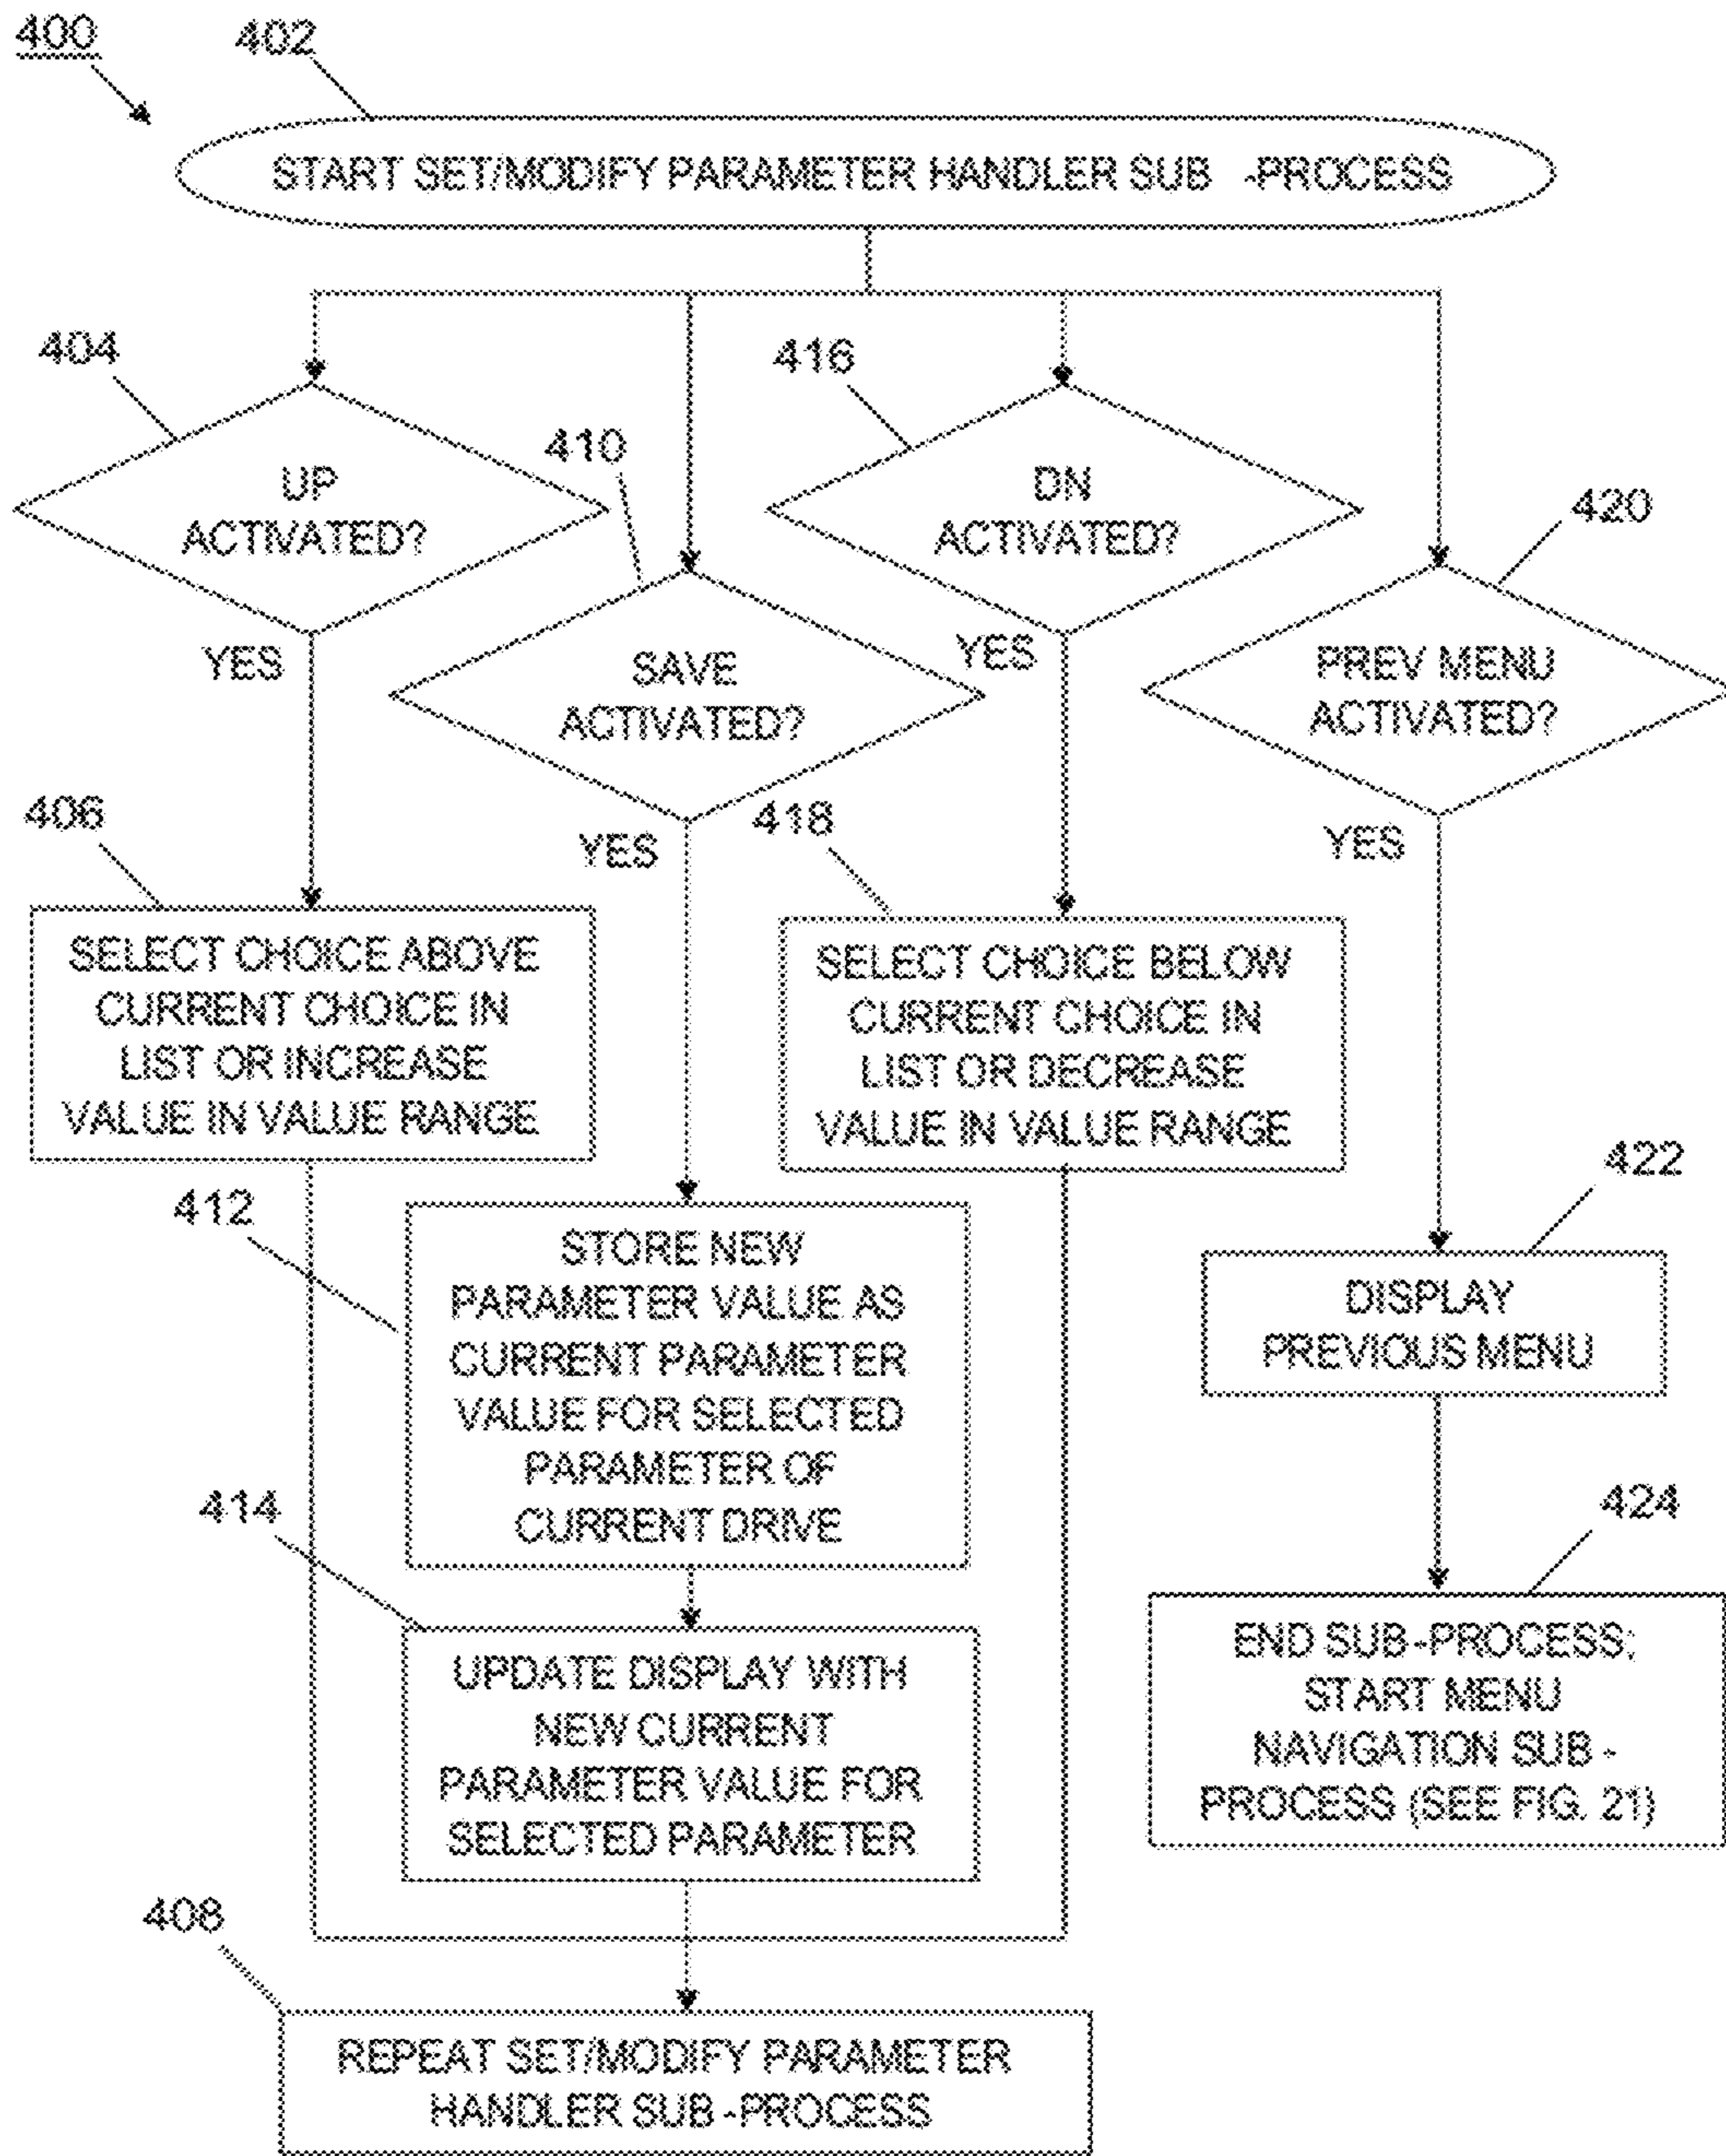 400
402
START SET/MODIFY PARAMETER HANDLER SUB -PROCESS
404
UP
ACTIVATED?
YES
410
SAVE
ACTIVATED?
YES
416
DN
ACTIVATED?
YES
420
PREV MENU
ACTIVATED?
YES
406
SELECT CHOICE ABOVE
CURRENT CHOICE IN
LIST OR INCREASE
VALUE IN VALUE RANGE
418
SELECT CHOICE BELOW
CURRENT CHOICE IN
LIST OR DECREASE
VALUE IN VALUE RANGE
412
STORE NEW
PARAMETER VALUE AS
CURRENT PARAMETER
VALUE FOR SELECTED
PARAMETER OF
CURRENT DRIVE
422
DISPLAY
PREVIOUS MENU
414
UPDATE DISPLAY WITH
NEW CURRENT
PARAMETER VALUE FOR
SELECTED PARAMETER
424
END SUB-PROCESS;
START MENU
NAVIGATION SUB -
PROCESS (SEE FIG. 21)
408
REPEAT SET/MODIFY PARAMETER
HANDLER SUB -PROCESS